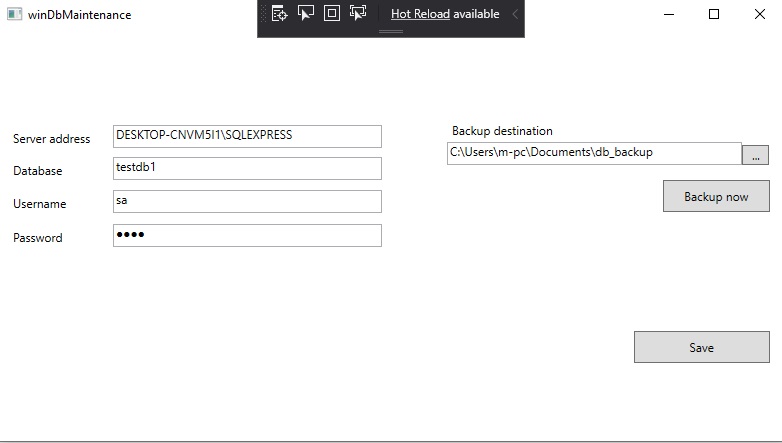 winDbMaintenance
Hot Reload available
Server address DESKTOP-CNVM5I1\SQLEXPRESS
Database testdb1
Username sa
Password ••••
Backup destination
C:\Users\m-pc\Documents\db_backup ...
Backup now
Save